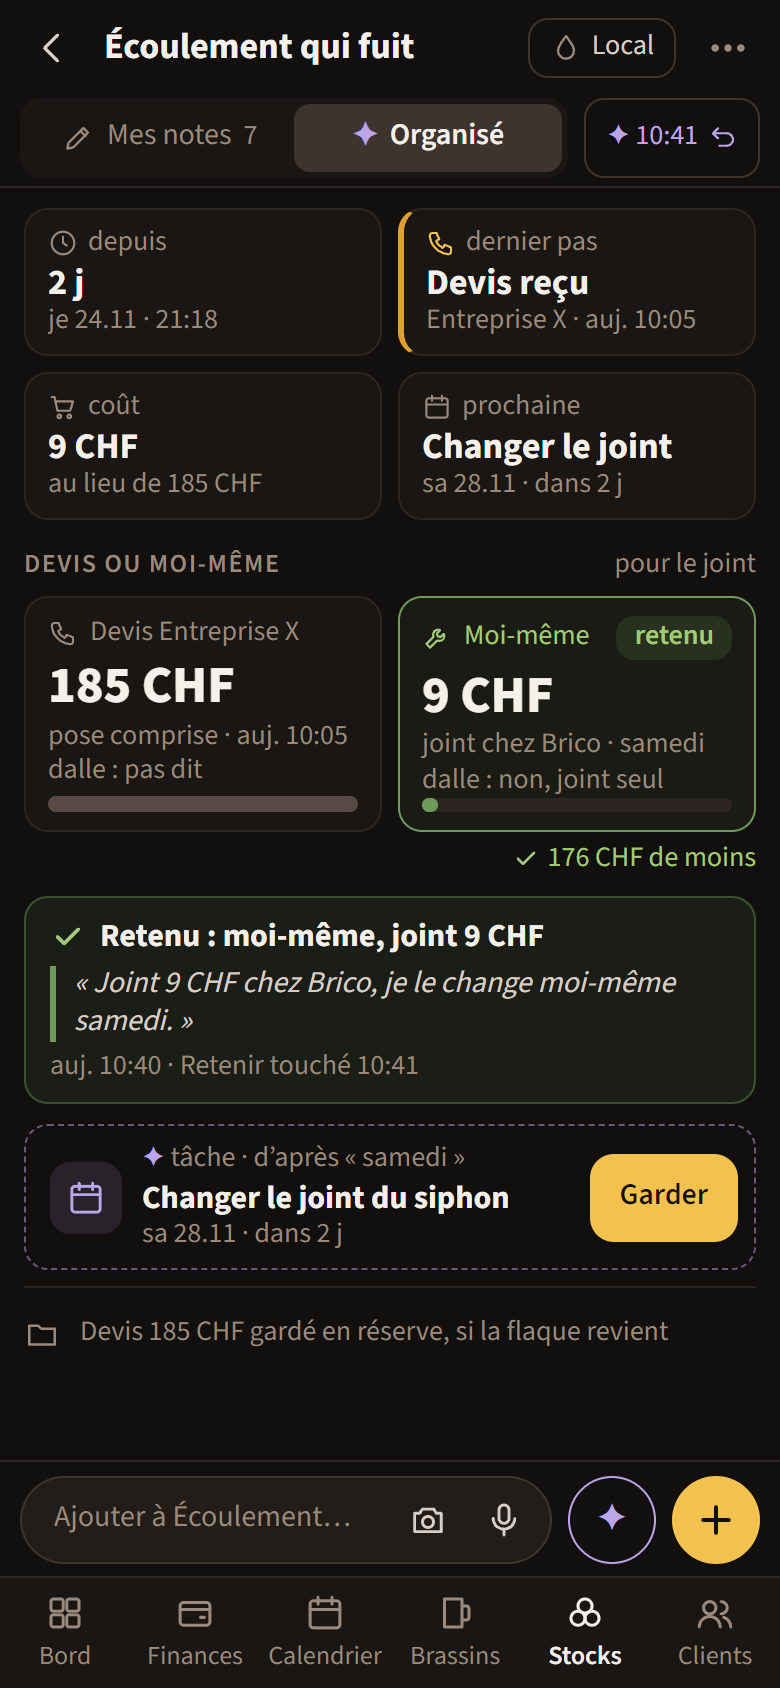 Écoulement qui fuit
Local
Mes notes 7
Organisé
10:41
depuis
2 j
je 24.11 · 21:18
dernier pas
Devis reçu
Entreprise X · auj. 10:05
coût
9 CHF
au lieu de 185 CHF
prochaine
Changer le joint
sa 28.11 · dans 2 j
DEVIS OU MOI-MÊME
pour le joint
Devis Entreprise X
185 CHF
pose comprise · auj. 10:05
dalle : pas dit
Moi-même
retenu
9 CHF
joint chez Brico · samedi
dalle : non, joint seul
176 CHF de moins
Retenu : moi-même, joint 9 CHF
« Joint 9 CHF chez Brico, je le change moi-même
samedi. »
auj. 10:40 · Retenir touché 10:41
tâche · d’après « samedi »
Changer le joint du siphon
sa 28.11 · dans 2 j
Garder
Devis 185 CHF gardé en réserve, si la flaque revient
Ajouter à Écoulement…
Bord
Finances
Calendrier
Brassins
Stocks
Clients